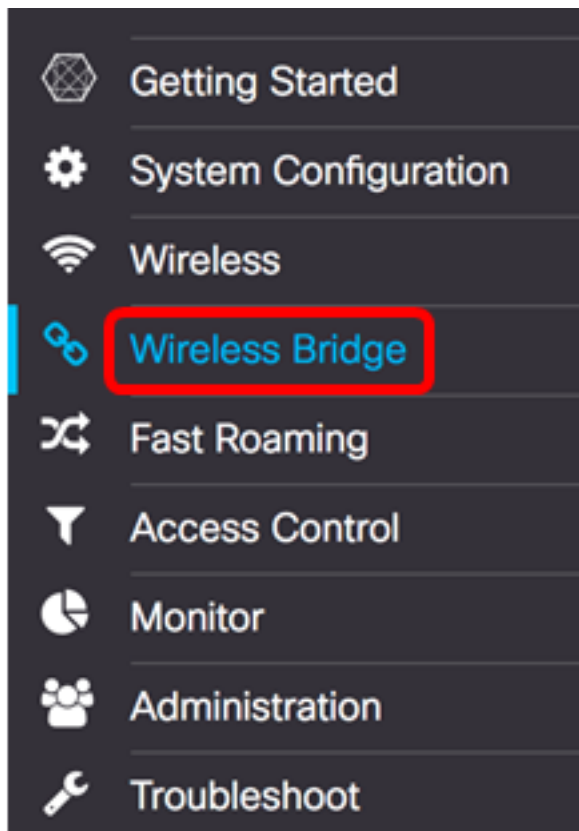 Getting Started
System Configuration
Wireless
Wireless Bridge
Fast Roaming
Access Control
Monitor
Administration
Troubleshoot